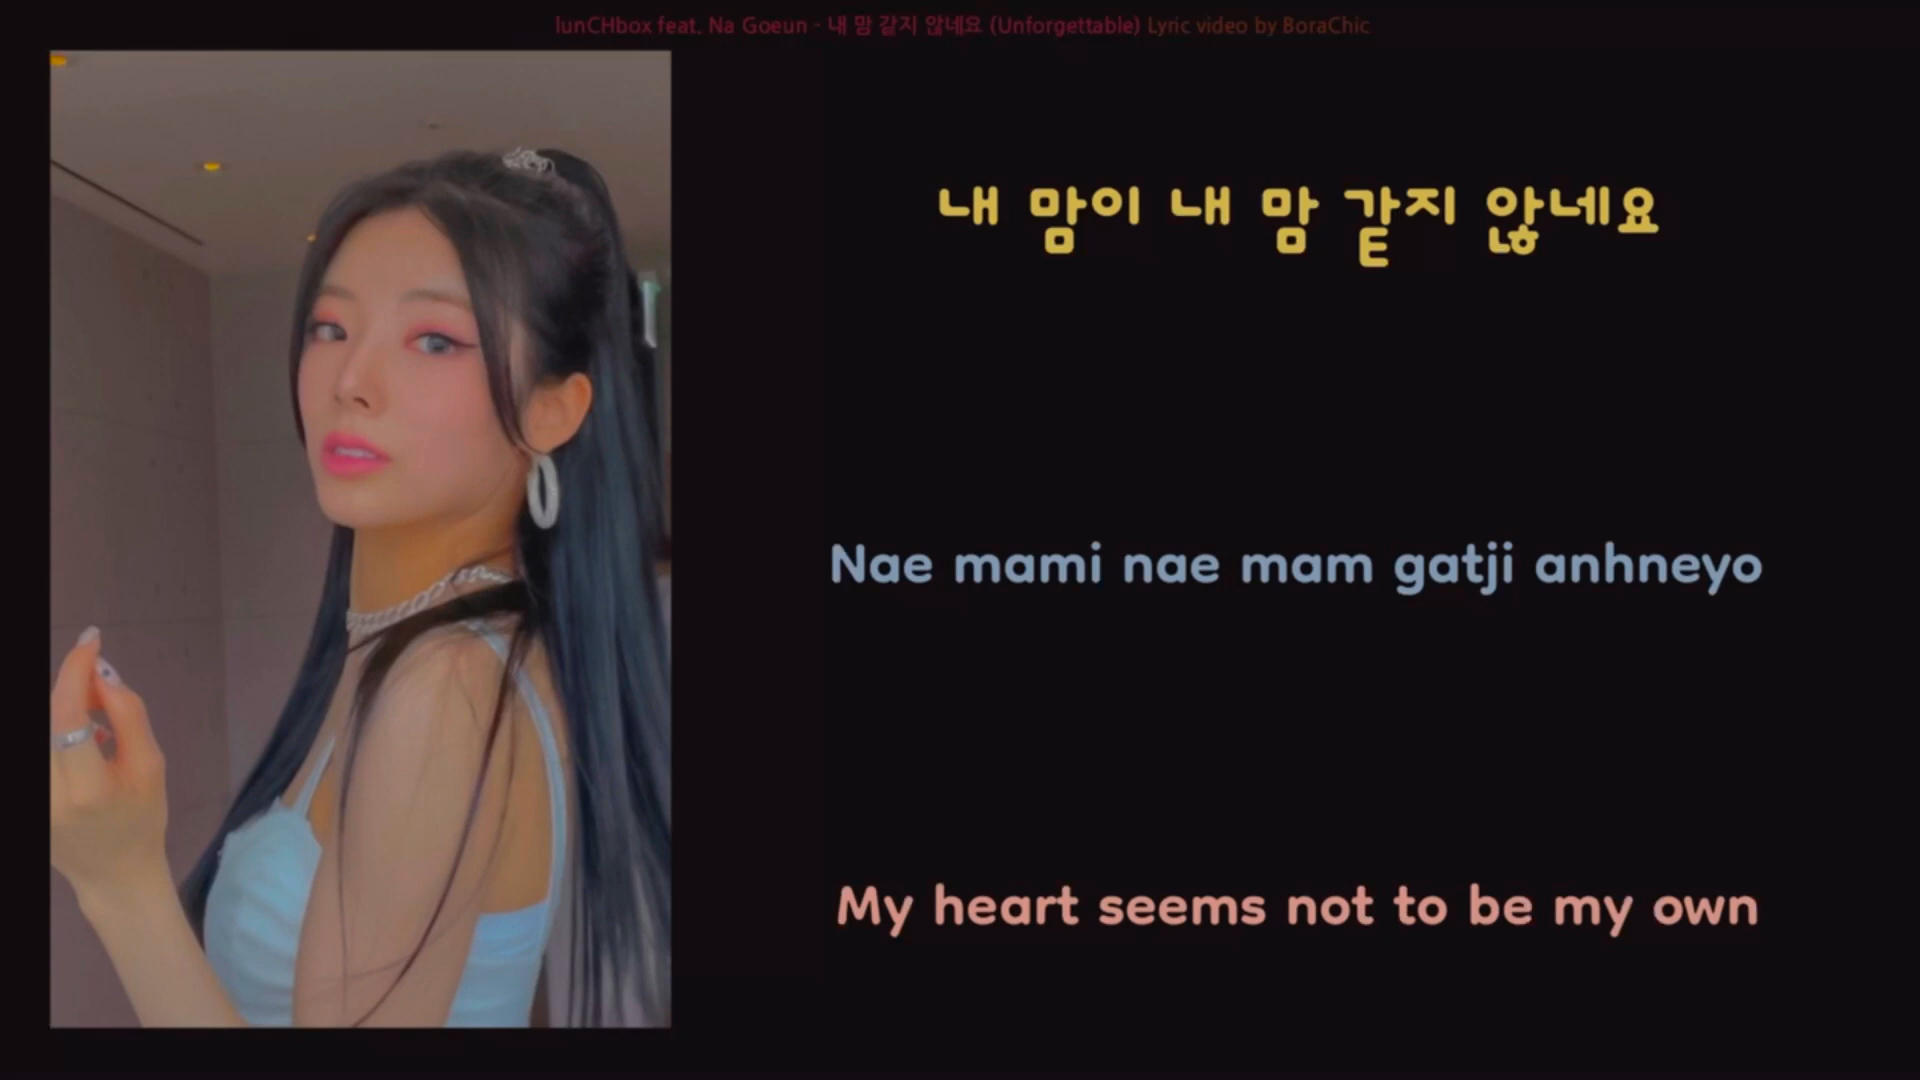 lunCHbox feat. Na Goeun - 내 맘 같지 않네요 (Unforgettable) Lyric video by BoraChic
내 맘이 내 맘 같지 않네요
Nae mami nae mam gatji anhneyo
My heart seems not to be my own